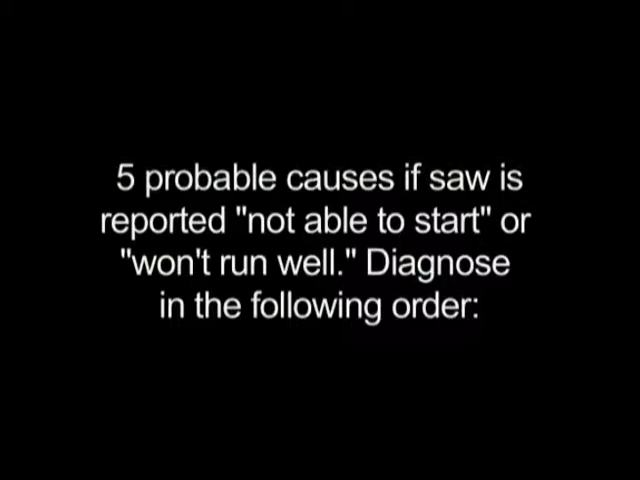 5 probable causes if saw is
reported "not able to start" or
"won't run well." Diagnose
in the following order: